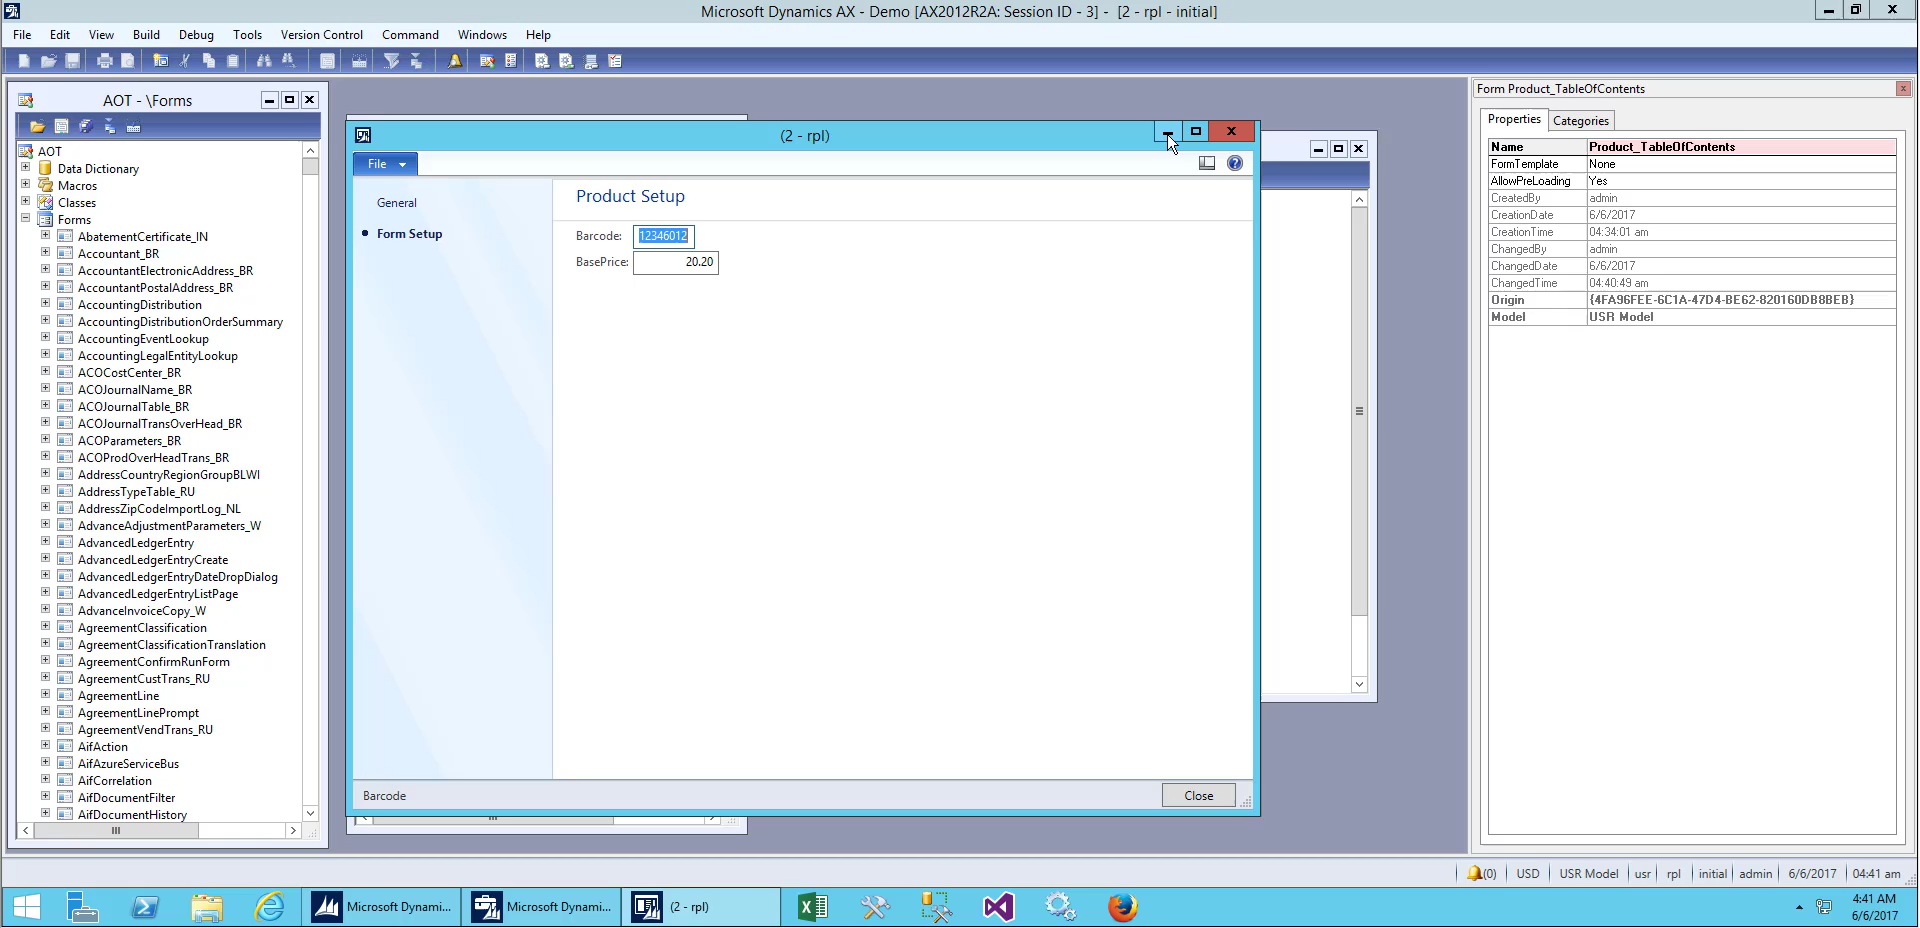 Microsoft Dynamics AX - Demo [AX2012R2A: Session ID - 3] - [2 - rpl - initial]
File Edit View Build Debug Tools Version Control Command Windows Help
AOT - \Forms
AOT
Data Dictionary
Macros
Classes
Forms
AbatementCertificate_IN
Accountant_BR
AccountantElectronicAddress_BR
AccountantPostalAddress_BR
AccountingDistribution
AccountingDistributionOrderSummary
AccountingEventLookup
AccountingLegalEntityLookup
ACOCostCenter_BR
ACOJournalName_BR
ACOJournalTable_BR
ACOJournalTransOverHead_BR
ACOParameters_BR
ACOProdOverHeadTrans_BR
AddressCountryRegionGroupBLWI
AddressTypeTable_RU
AddressZipCodeImportLog_NL
AdvanceAdjustmentParameters_W
AdvancedLedgerEntry
AdvancedLedgerEntryCreate
AdvancedLedgerEntryDateDropDialog
AdvancedLedgerEntryListPage
AdvanceInvoiceCopy_W
AgreementClassification
AgreementClassificationTranslation
AgreementConfirmRunForm
AgreementCustTrans_RU
AgreementLine
AgreementLinePrompt
AgreementVendTrans_RU
AifAction
AifAzureServiceBus
AifCorrelation
AifDocumentFilter
AifDocumentHistory
(2 - rpl)
File
General
Form Setup
Product Setup
Barcode: 12346012
BasePrice: 20.20
Barcode
Close
Form Product_TableOfContents
Properties Categories
Name Product_TableOfContents
FormTemplate None
AllowPreLoading Yes
CreatedBy admin
CreationDate 6/6/2017
CreationTime 04:34:01 am
ChangedBy admin
ChangedDate 6/6/2017
ChangedTime 04:40:49 am
Origin {4FA96FEE-6C1A-47D4-BE62-820160DB8BEB}
Model USR Model
(0) USD USR Model usr rpl initial admin 6/6/2017 04:41 am
Microsoft Dynami... Microsoft Dynami... (2 - rpl)
4:41 AM
6/6/2017